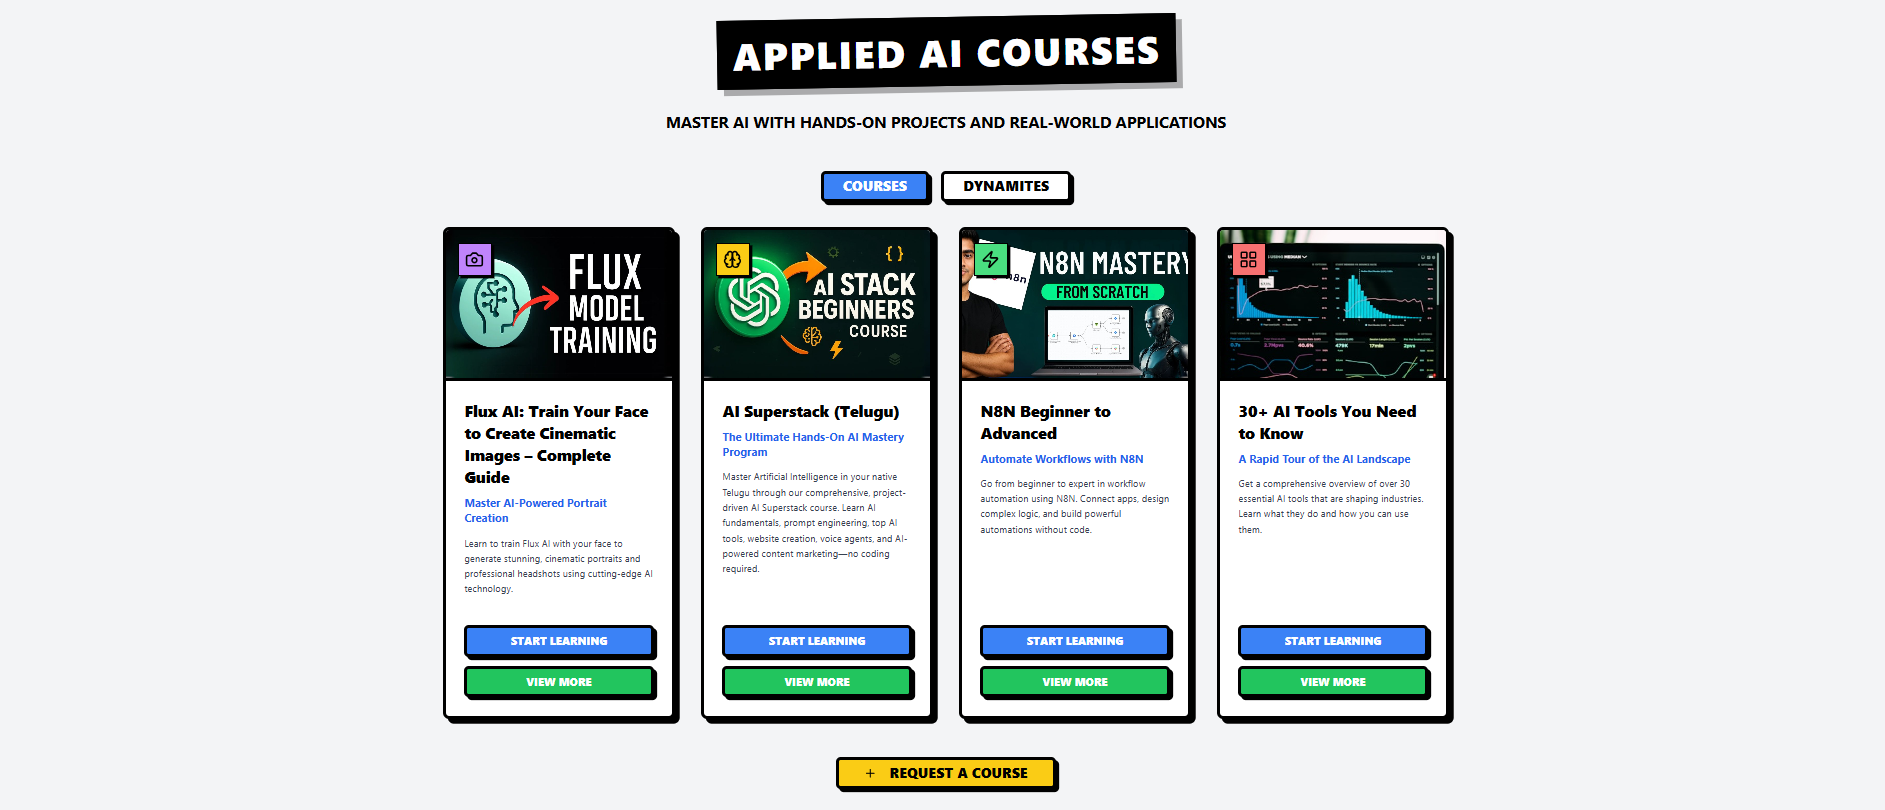 APPLIED AI COURSES
MASTER AI WITH HANDS-ON PROJECTS AND REAL-WORLD APPLICATIONS
COURSES
DYNAMITES
FLUX
MODEL
TRAINING
Flux AI: Train Your Face
to Create Cinematic
Images – Complete
Guide
Master AI-Powered Portrait
Creation
Learn to train Flux AI with your face to
generate stunning, cinematic portraits and
professional headshots using cutting-edge AI
technology.
START LEARNING
VIEW MORE
{ }
AI STACK
BEGINNERS
COURSE
AI Superstack (Telugu)
The Ultimate Hands-On AI Mastery
Program
Master Artificial Intelligence in your native
Telugu through our comprehensive, project-
driven AI Superstack course. Learn AI
fundamentals, prompt engineering, top AI
tools, website creation, voice agents, and AI-
powered content marketing—no coding
required.
START LEARNING
VIEW MORE
N8N MASTERY
FROM SCRATCH
N8N Beginner to
Advanced
Automate Workflows with N8N
Go from beginner to expert in workflow
automation using N8N. Connect apps, design
complex logic, and build powerful
automations without code.
START LEARNING
VIEW MORE
30+ AI Tools You Need
to Know
A Rapid Tour of the AI Landscape
Get a comprehensive overview of over 30
essential AI tools that are shaping industries.
Learn what they do and how you can use
them.
START LEARNING
VIEW MORE
+ REQUEST A COURSE